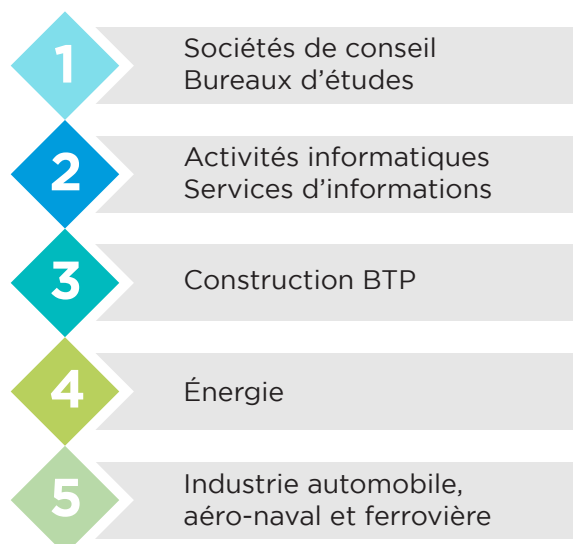 1
Sociétés de conseil
Bureaux d’études
2
Activités informatiques
Services d’informations
3
Construction BTP
4
Énergie
5
Industrie automobile,
aéro-naval et ferrovière